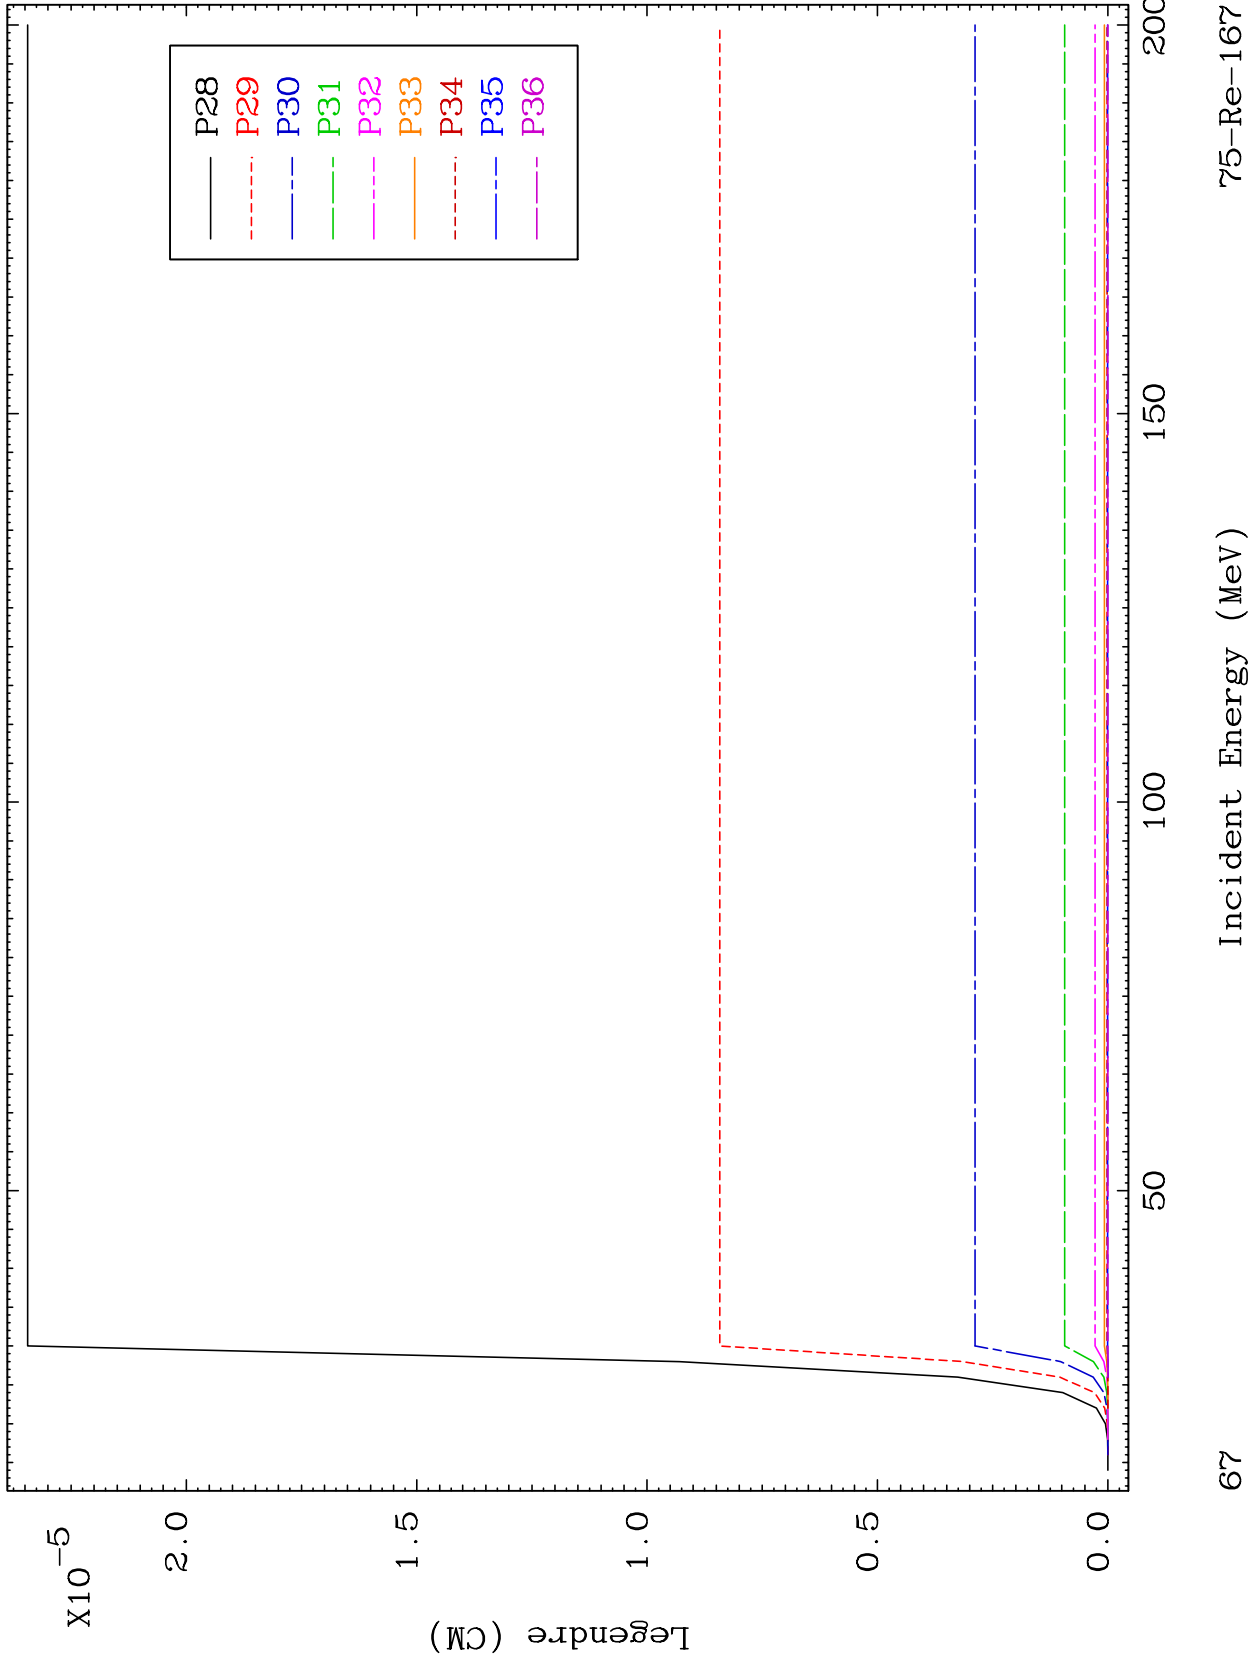 X10-5
2.0
1.5
1.0
0.5
0.0
Legendre (CM)
50
100
150
200
Incident Energy (MeV)
P28
P29
P30
P31
P32
P33
P34
P35
P36
67
75-Re-167